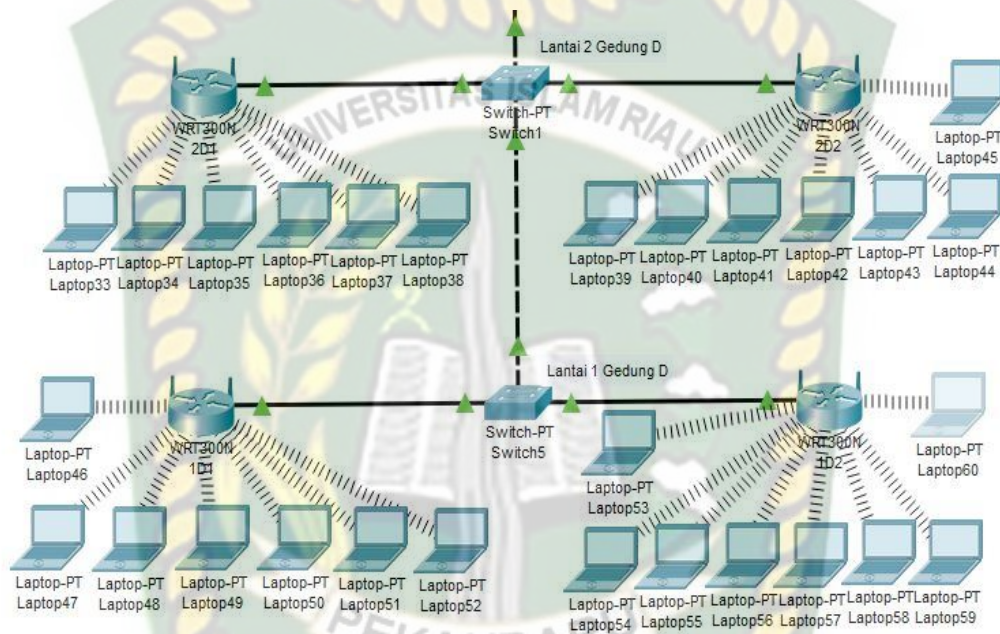 Lantai 2 Gedung D
WRT300N
2D1
Switch-PT
Switch1
WRT300N
2D2
Laptop-PT
Laptop45
Laptop-PT
Laptop33
Laptop-PT
Laptop34
Laptop-PT
Laptop35
Laptop-PT
Laptop36
Laptop-PT
Laptop37
Laptop-PT
Laptop38
Laptop-PT
Laptop39
Laptop-PT
Laptop40
Laptop-PT
Laptop41
Laptop-PT
Laptop42
Laptop-PT
Laptop43
Laptop-PT
Laptop44
Lantai 1 Gedung D
Laptop-PT
Laptop46
WRT300N
1D1
Switch-PT
Switch5
WRT300N
1D2
Laptop-PT
Laptop60
Laptop-PT
Laptop53
Laptop-PT
Laptop47
Laptop-PT
Laptop48
Laptop-PT
Laptop49
Laptop-PT
Laptop50
Laptop-PT
Laptop51
Laptop-PT
Laptop52
Laptop-PT
Laptop54
Laptop-PT
Laptop55
Laptop-PT
Laptop56
Laptop-PT
Laptop57
Laptop-PT
Laptop58
Laptop-PT
Laptop59
UNIVERSITAS ISLAM RIAU